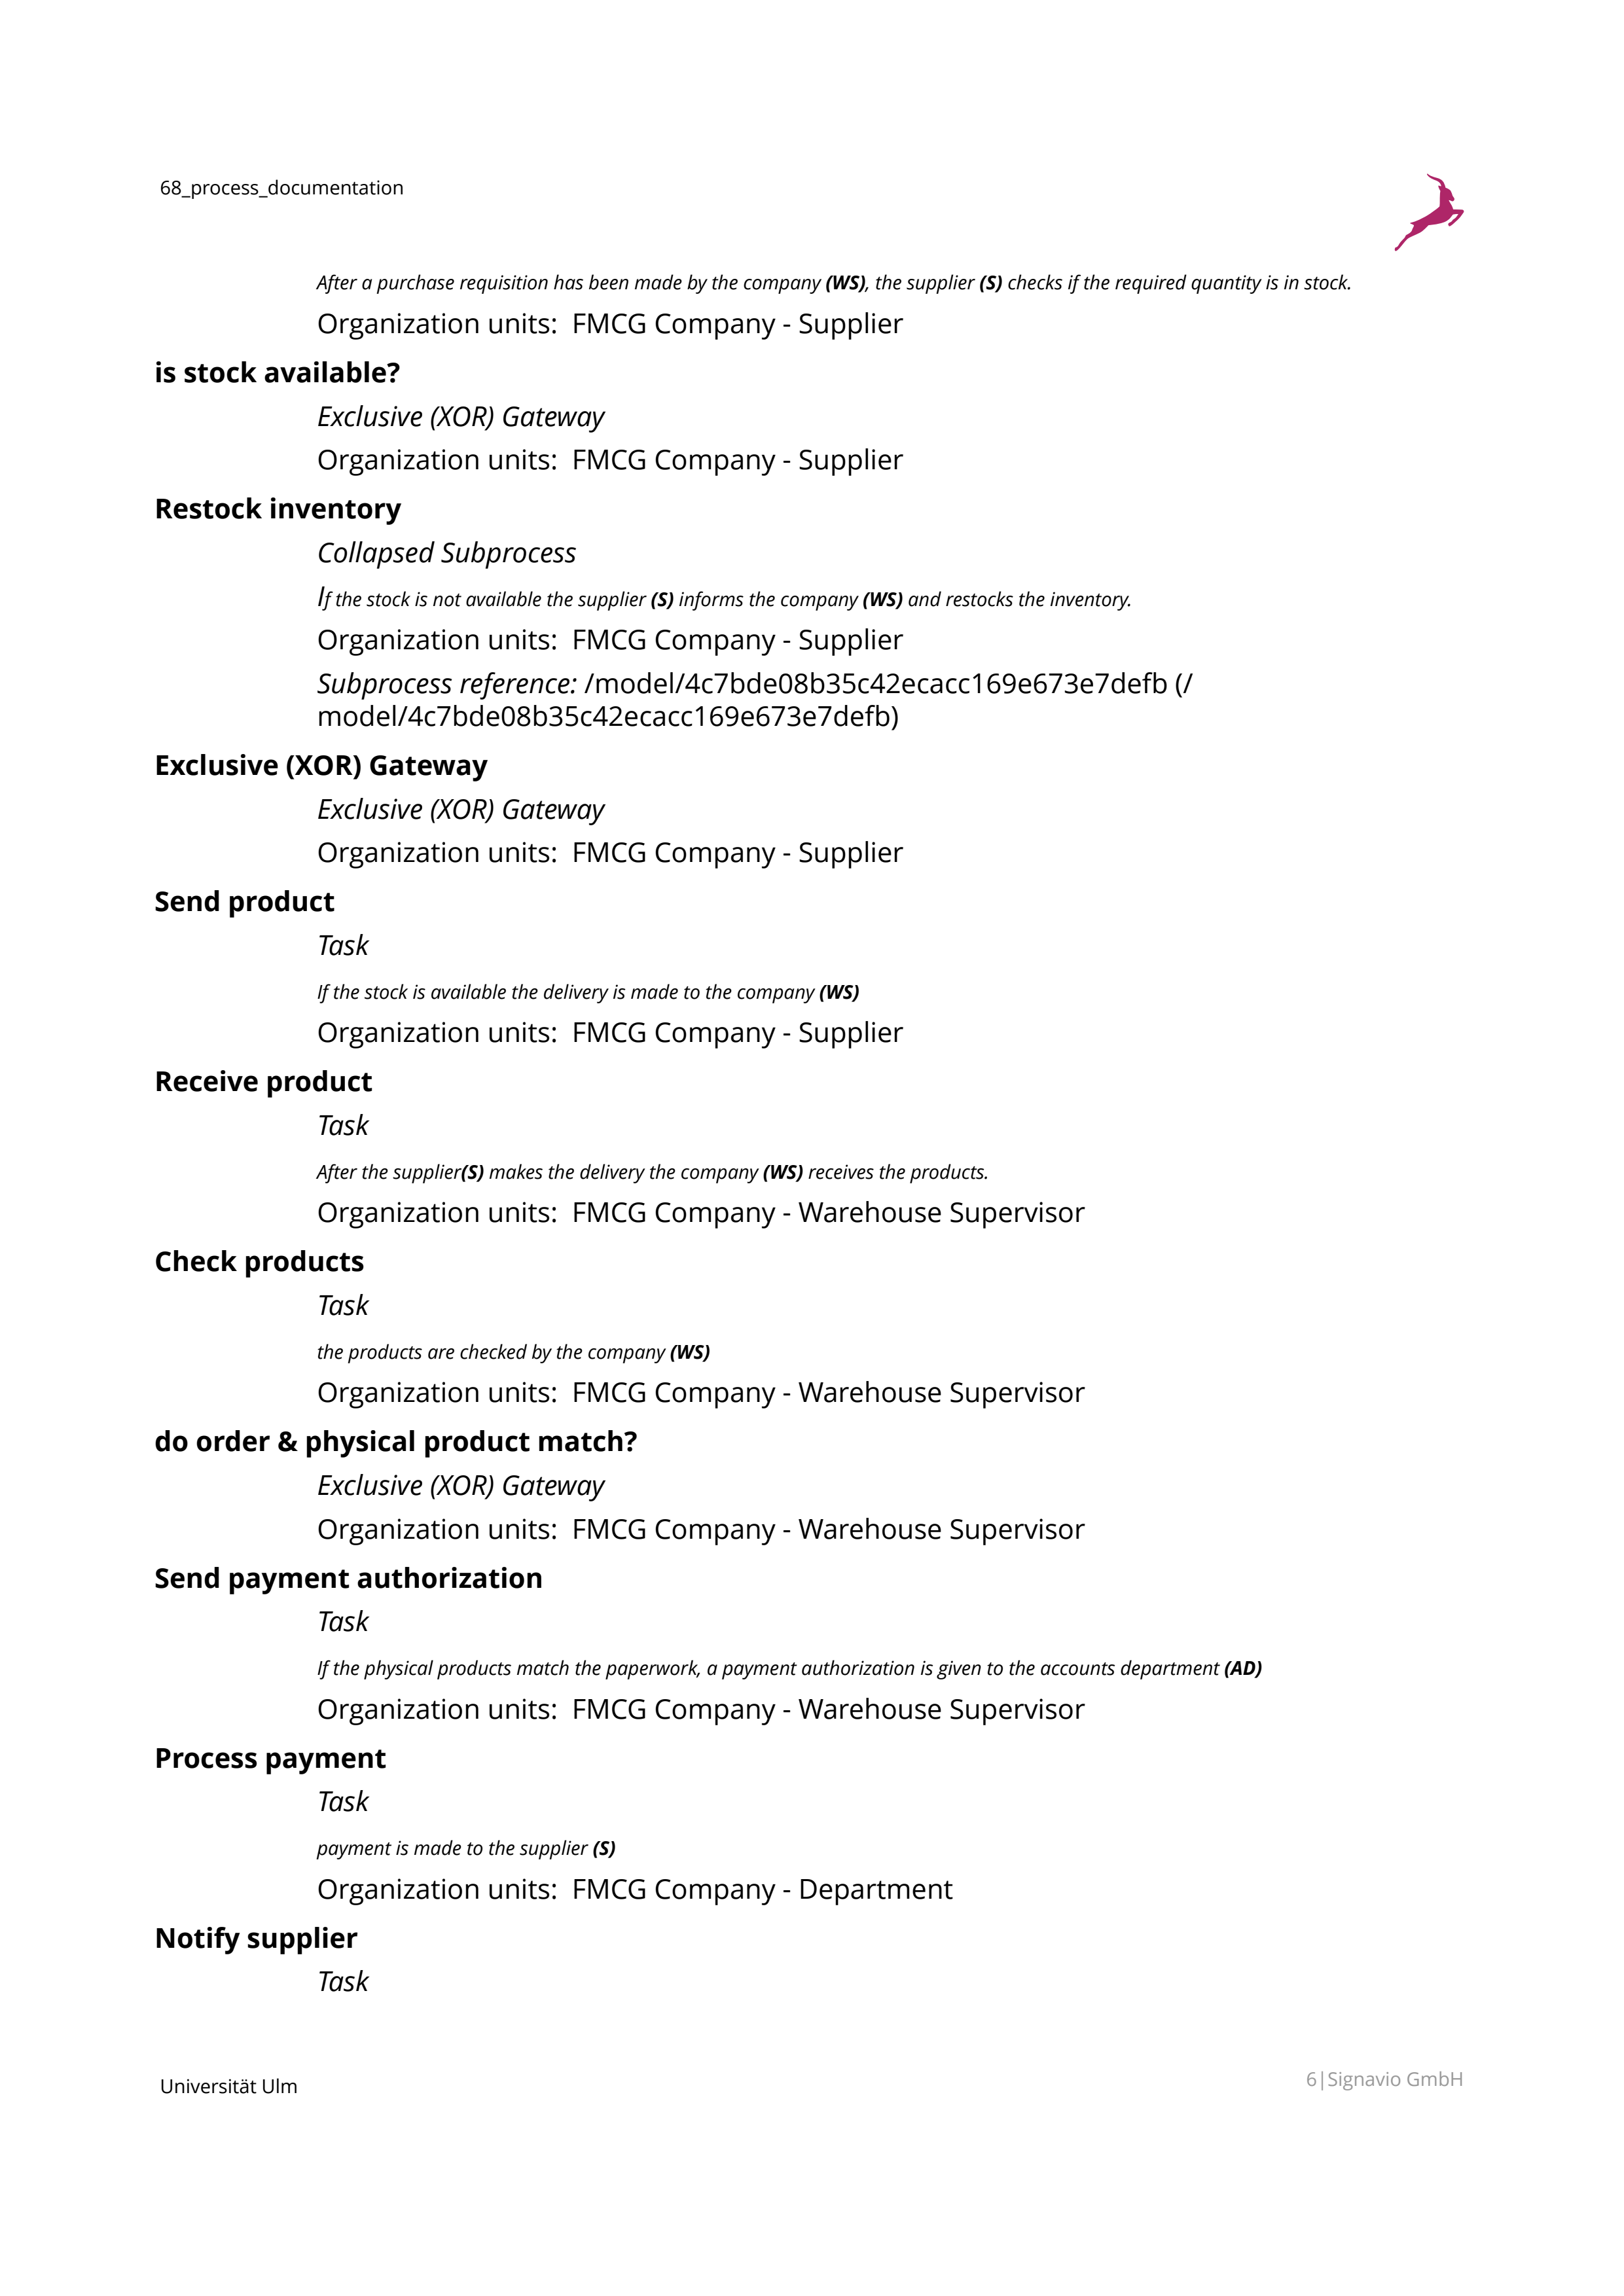 68_process_documentation
After a purchase requisition has been made by the company (WS), the supplier (S) checks if the required quantity is in stock.
Organization units:  FMCG Company - Supplier
is stock available?
Exclusive (XOR) Gateway
Organization units:  FMCG Company - Supplier
Restock inventory
Collapsed Subprocess
If the stock is not available the supplier (S) informs the company (WS) and restocks the inventory.
Organization units:  FMCG Company - Supplier
Subprocess reference: /model/4c7bde08b35c42ecacc169e673e7defb (/
model/4c7bde08b35c42ecacc169e673e7defb)
Exclusive (XOR) Gateway
Exclusive (XOR) Gateway
Organization units:  FMCG Company - Supplier
Send product
Task
If the stock is available the delivery is made to the company (WS)
Organization units:  FMCG Company - Supplier
Receive product
Task
After the supplier(S) makes the delivery the company (WS) receives the products.
Organization units:  FMCG Company - Warehouse Supervisor
Check products
Task
the products are checked by the company (WS)
Organization units:  FMCG Company - Warehouse Supervisor
do order & physical product match?
Exclusive (XOR) Gateway
Organization units:  FMCG Company - Warehouse Supervisor
Send payment authorization
Task
If the physical products match the paperwork, a payment authorization is given to the accounts department (AD)
Organization units:  FMCG Company - Warehouse Supervisor
Process payment
Task
payment is made to the supplier (S)
Organization units:  FMCG Company - Department
Notify supplier
Task
Universität Ulm
6|Signavio GmbH